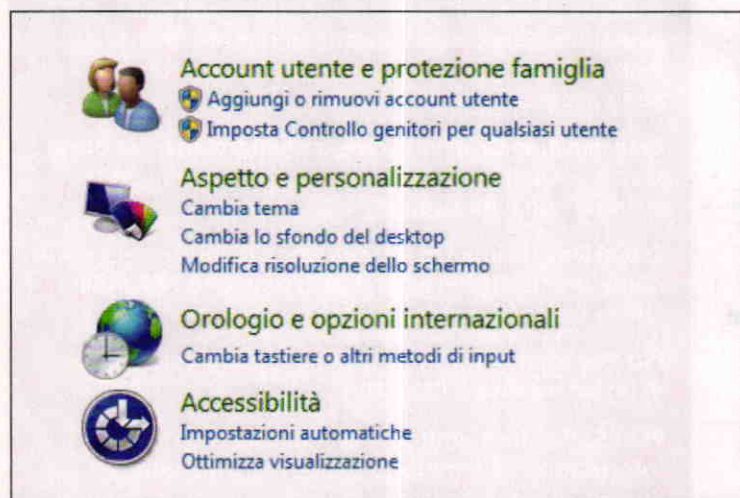 Account utente e protezione famiglia
Aggiungi o rimuovi account utente
Imposta Controllo genitori per qualsiasi utente
Aspetto e personalizzazione
Cambia tema
Cambia lo sfondo del desktop
Modifica risoluzione dello schermo
Orologio e opzioni internazionali
Cambia tastiere o altri metodi di input
Accessibilità
Impostazioni automatiche
Ottimizza visualizzazione